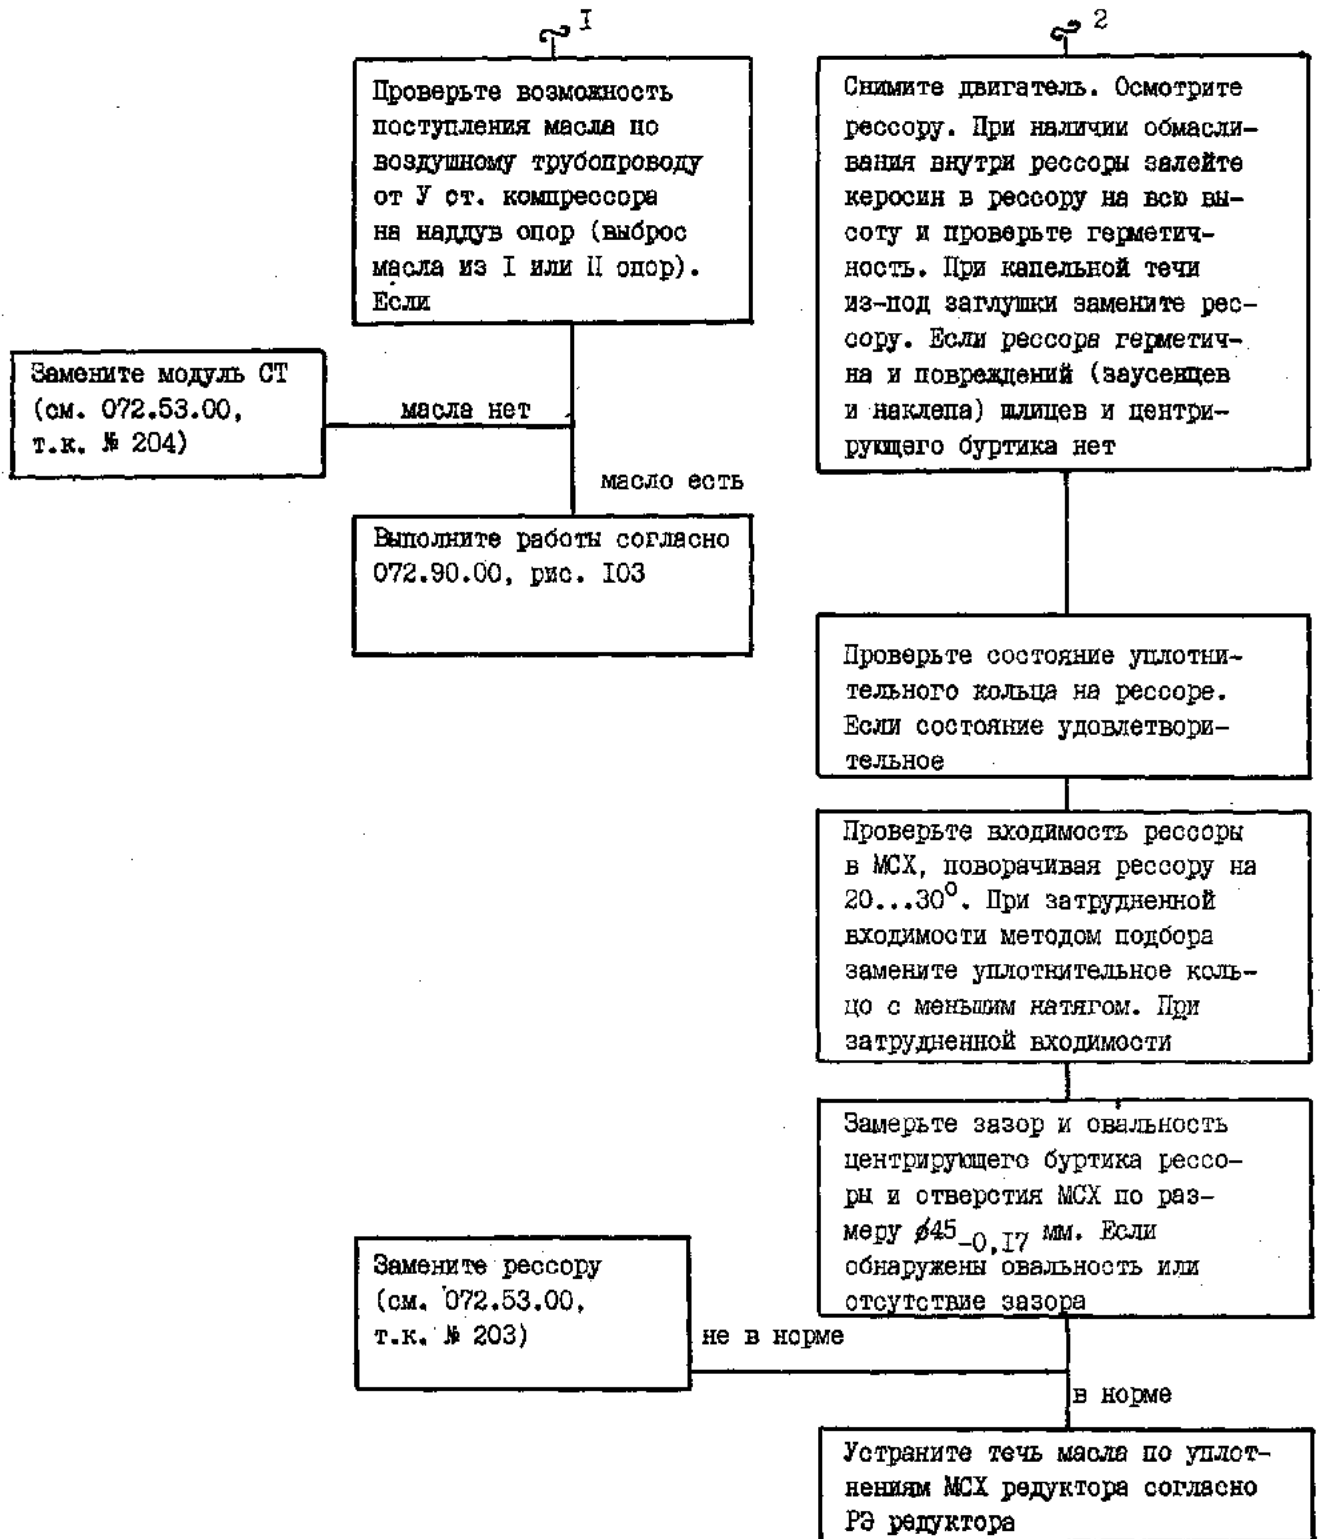 I
Проверьте возможность
поступления масла по
воздушному трубопроводу
от У ст. компрессора
на наддув опор (выброс
масла из I или II опор).
Если
Замените модуль СТ
(см. 072.53.00,
т.к. № 204)
масла нет
масло есть
Выполните работы согласно
072.90.00, рис. I03
2
Снимите двигатель. Осмотрите
рессору. При наличии обмасли-
вания внутри рессоры залейте
керосин в рессору на всю вы-
соту и проверьте герметич-
ность. При капельной течи
из-под заглушки замените рес-
сору. Если рессора герметич-
на и повреждений (заусенцев
и наклепа) шлицев и центри-
рующего буртика нет
Проверьте состояние уплотни-
тельного кольца на рессоре.
Если состояние удовлетвори-
тельное
Проверьте входимость рессоры
в МСХ, поворачивая рессору на
20...30°. При затрудненной
входимости методом подбора
замените уплотнительное коль-
цо с меньшим натягом. При
затрудненной входимости
Замерьте зазор и овальность
центрирующего буртика рессо-
ры и отверстия МСХ по раз-
меру ø45-0,I7 мм. Если
обнаружены овальность или
отсутствие зазора
Замените рессору
(см. 072.53.00,
т.к. № 203)
не в норме
в норме
Устраните течь масла по уплот-
нениям МСХ редуктора согласно
РЭ редуктора